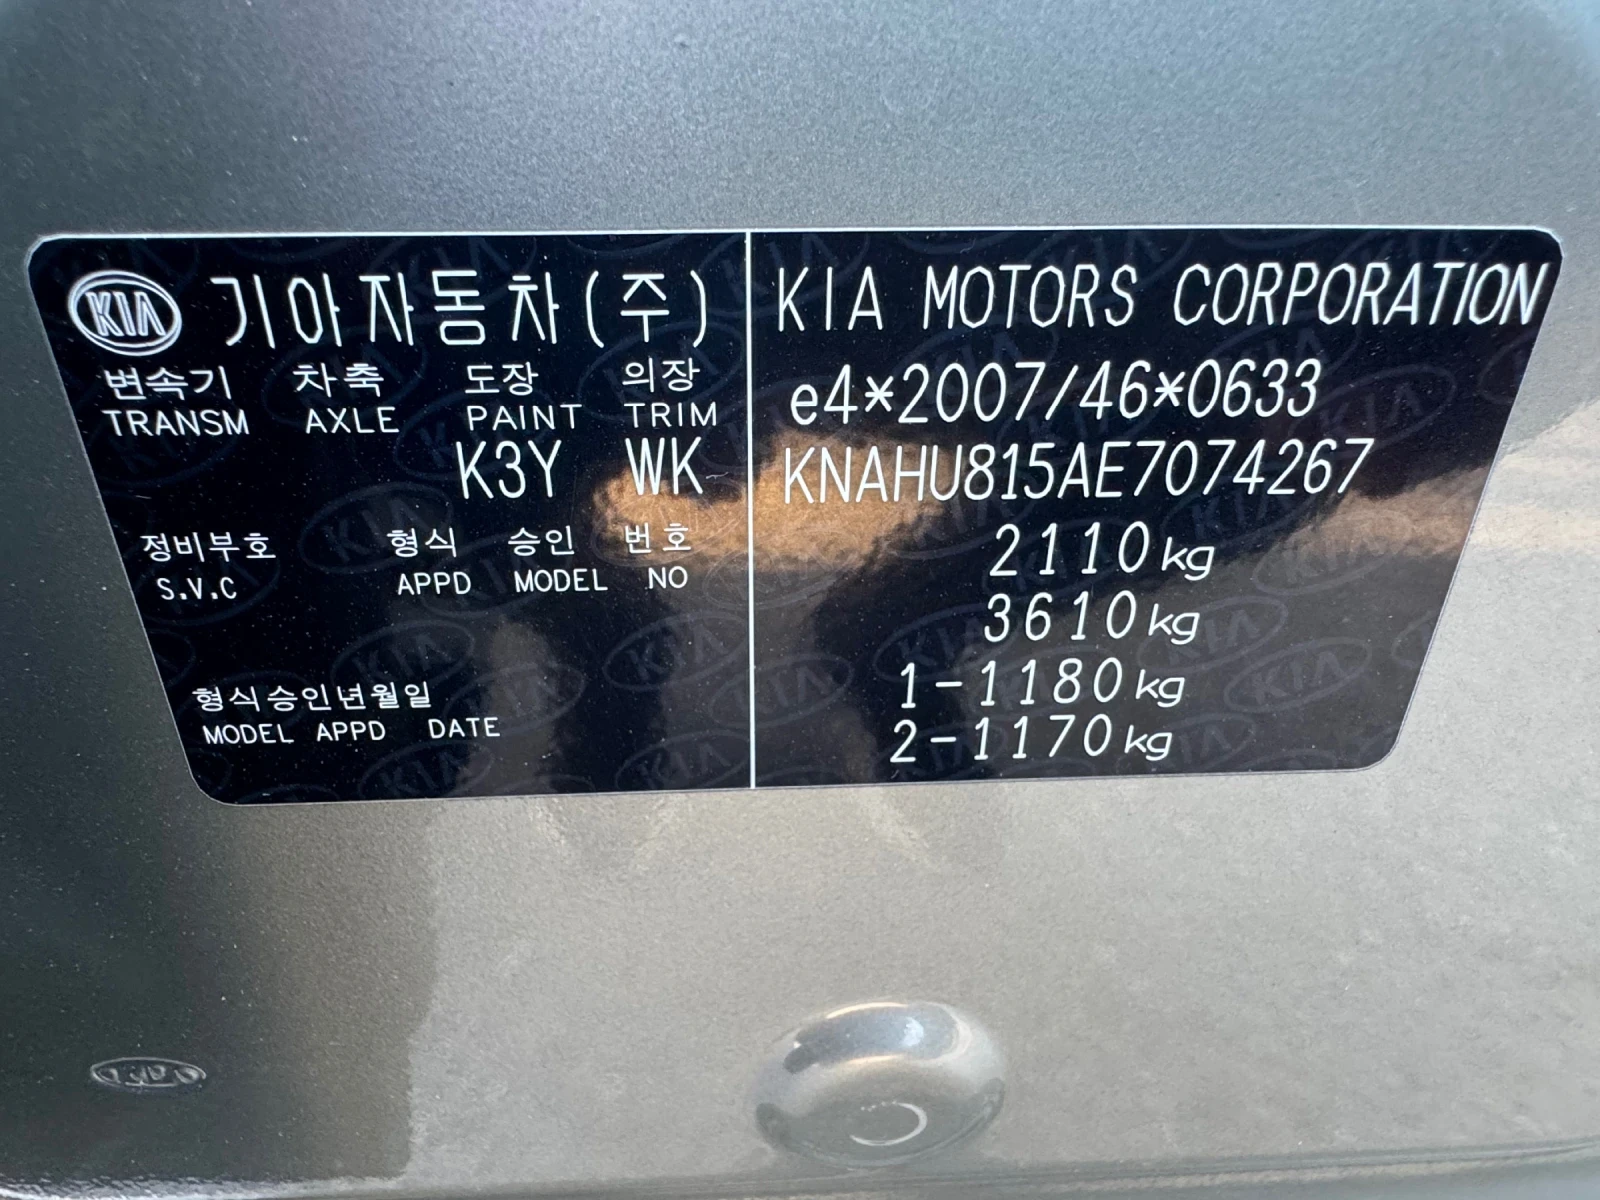 KIA 기아자동차(주)
변속기 차축 도장 의장
TRANSM AXLE PAINT TRIM
K3Y WK
정비부호 형식 승인 번호
S.V.C APPD MODEL NO
형식승인년월일
MODEL APPD DATE
KIA MOTORS CORPORATION
e4*2007/46*0633
KNAHU815AE7074267
2110kg
3610kg
1-1180kg
2-1170kg